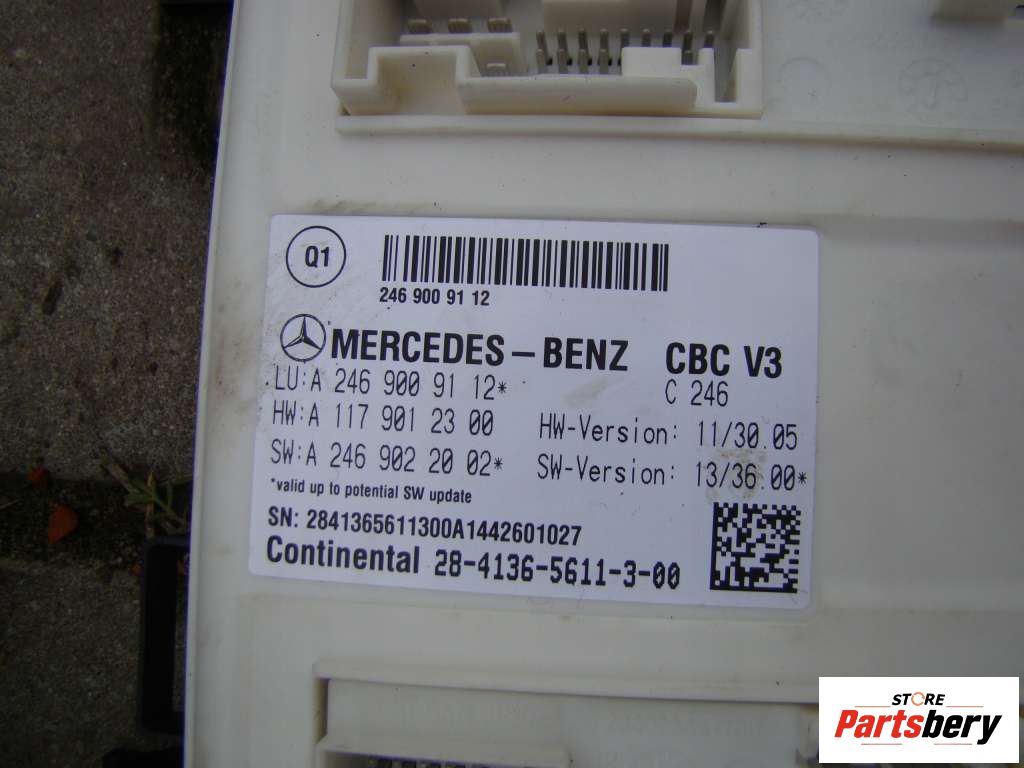 Q1
246 900 91 12
MERCEDES-BENZ CBC V3
LU:A 246 900 91 12* C 246
HW:A 117 901 23 00 HW-Version: 11/30.05
SW:A 246 902 20 02* SW-Version: 13/36.00*
*valid up to potential SW update
SN: 2841365611300A1442601027
Continental 28-4136-5611-3-00
STORE
Partsbery